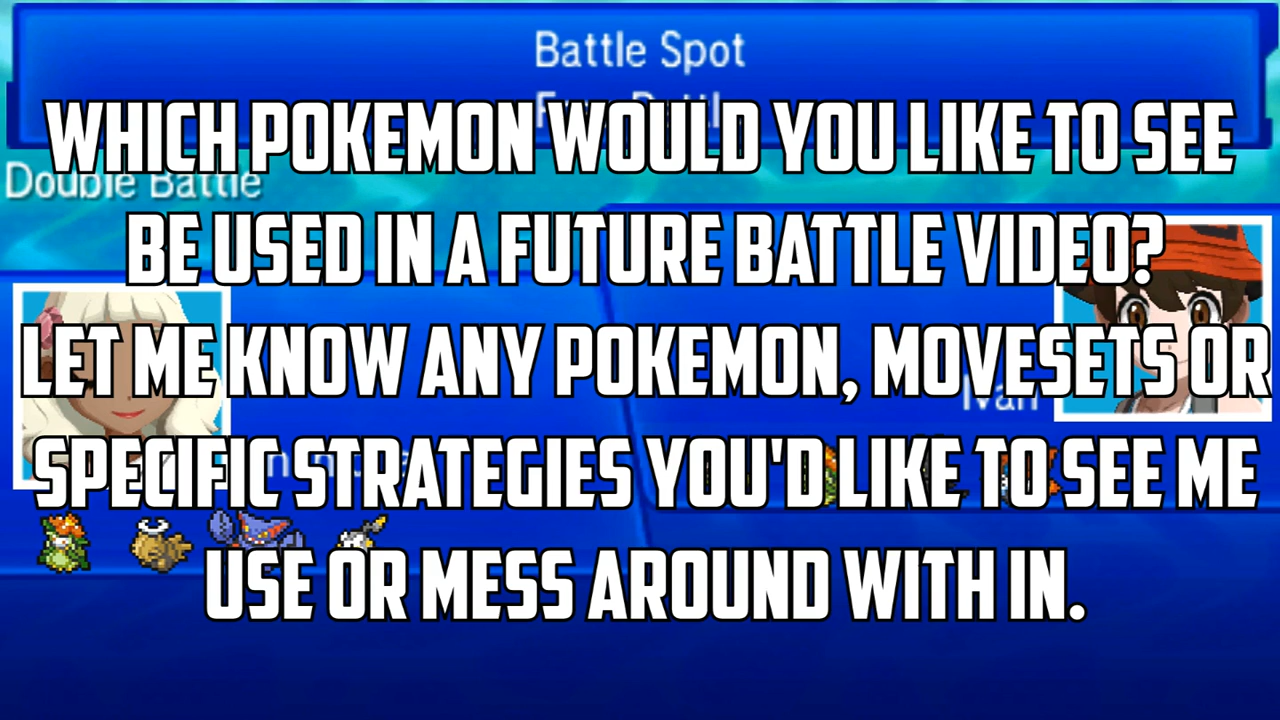 Battle Spot
WHICH POKEMON WOULD YOU LIKE TO SEE
Double Battle
BE USED IN A FUTURE BATTLE VIDEO?
LET ME KNOW ANY POKEMON, MOVESETS OR
Ivan
SPECIFIC STRATEGIES YOU'D LIKE TO SEE ME
USE OR MESS AROUND WITH IN.